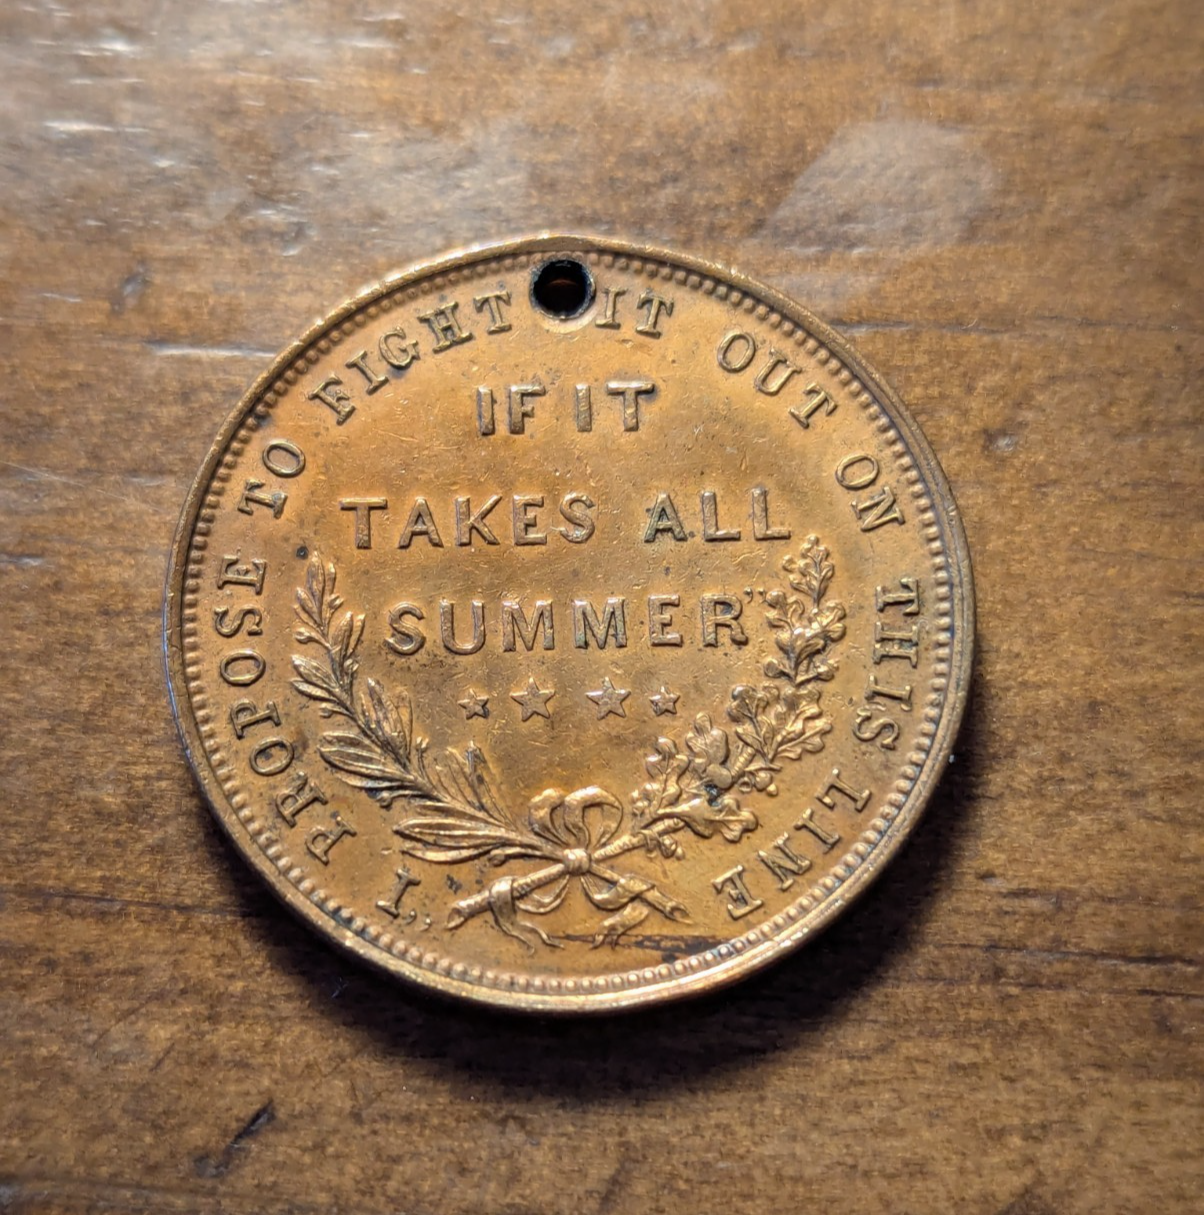 "I PROPOSE TO FIGHT IT OUT ON THIS LINE
IF IT
TAKES ALL
SUMMER"